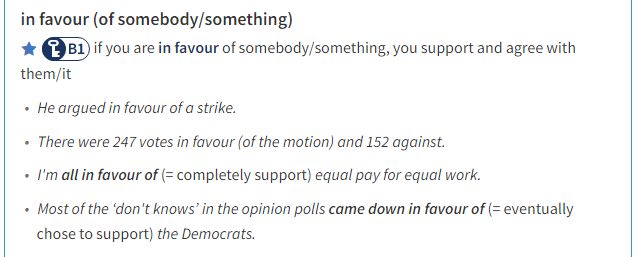 in favour (of somebody/something)
B1 if you are in favour of somebody/something, you support and agree with
them/it
• He argued in favour of a strike.
• There were 247 votes in favour (of the motion) and 152 against.
• I'm all in favour of (= completely support) equal pay for equal work.
• Most of the ‘don't knows’ in the opinion polls came down in favour of (= eventually
chose to support) the Democrats.